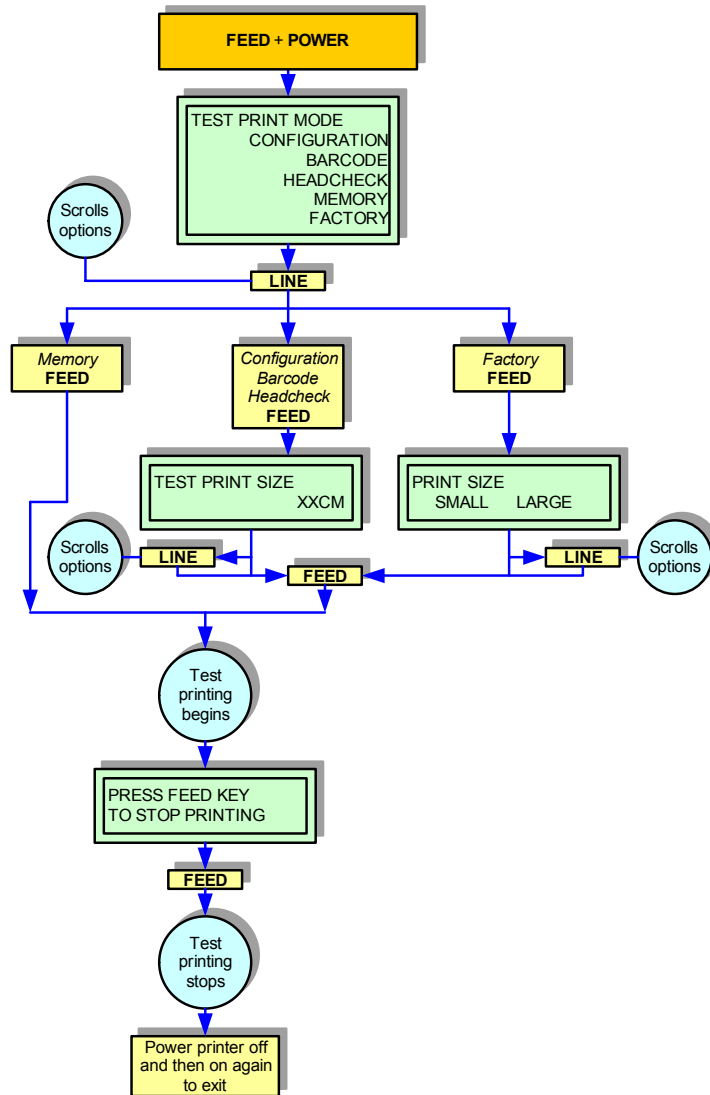 FEED + POWER
TEST PRINT MODE
CONFIGURATION
BARCODE
HEADCHECK
MEMORY
FACTORY
Scrolls
options
LINE
Memory
FEED
Configuration
Barcode
Headcheck
FEED
Factory
FEED
TEST PRINT SIZE
XXCM
PRINT SIZE
SMALL LARGE
Scrolls
options
LINE
FEED
LINE
Scrolls
options
Test
printing
begins
PRESS FEED KEY
TO STOP PRINTING
FEED
Test
printing
stops
Power printer off
and then on again
to exit